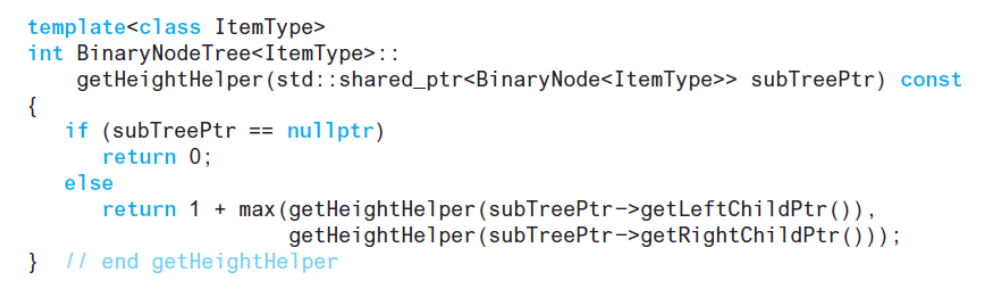 template<class ItemType>
int BinaryNodeTree<ItemType>::
    getHeightHelper(std::shared_ptr<BinaryNode<ItemType>> subTreePtr) const
{
   if (subTreePtr == nullptr)
      return 0;
   else
      return 1 + max(getHeightHelper(subTreePtr->getLeftChildPtr()),
                     getHeightHelper(subTreePtr->getRightChildPtr()));
}  // end getHeightHelper